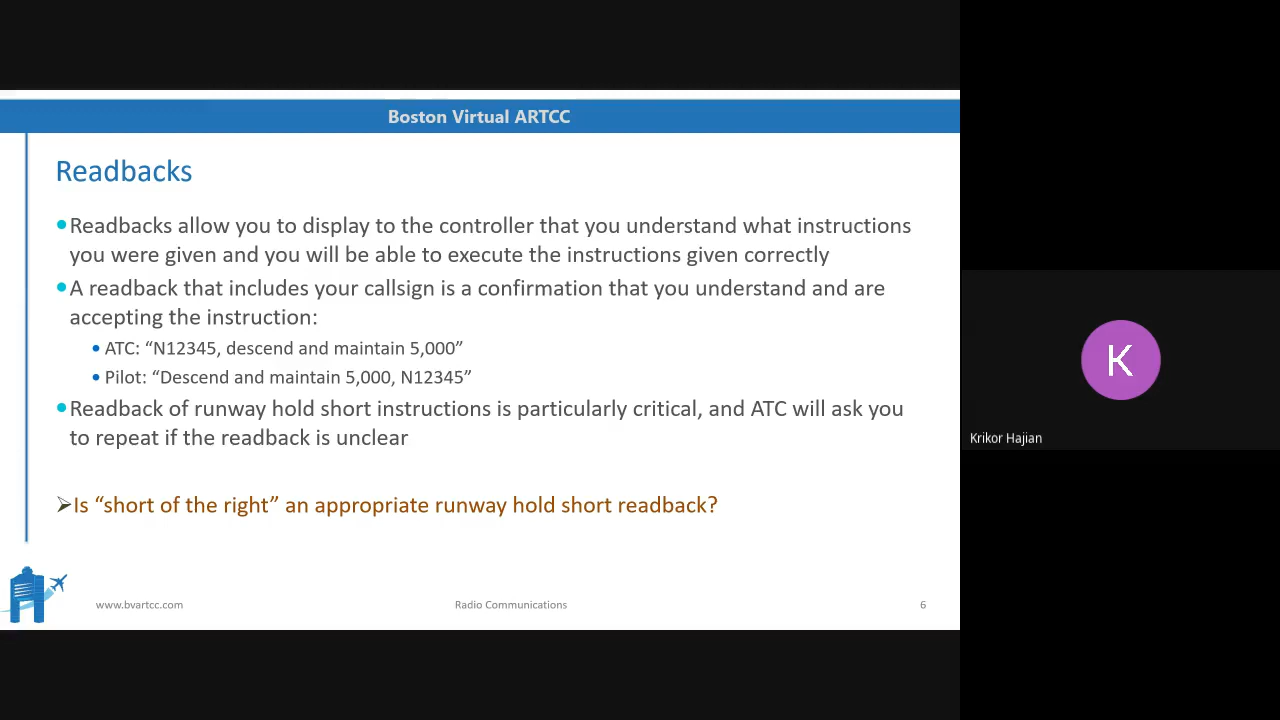 Boston Virtual ARTCC
Readbacks
•Readbacks allow you to display to the controller that you understand what instructions
you were given and you will be able to execute the instructions given correctly
•A readback that includes your callsign is a confirmation that you understand and are
accepting the instruction:
• ATC: “N12345, descend and maintain 5,000”
• Pilot: “Descend and maintain 5,000, N12345”
•Readback of runway hold short instructions is particularly critical, and ATC will ask you
to repeat if the readback is unclear
➢Is “short of the right” an appropriate runway hold short readback?
www.bvartcc.com
Radio Communications
6
K
Krikor Hajian